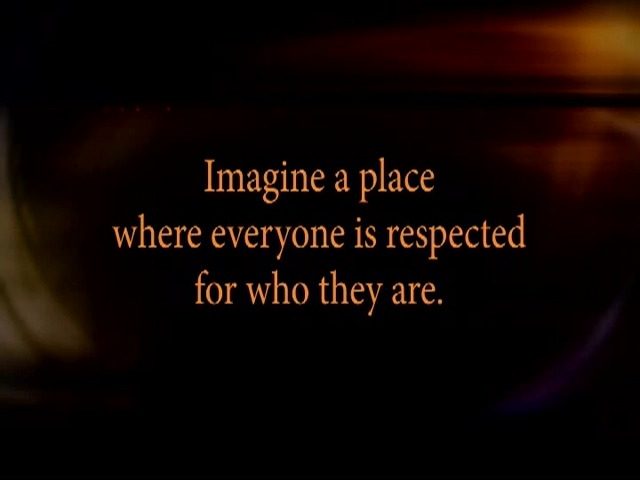 Imagine a place
where everyone is respected
for who they are.